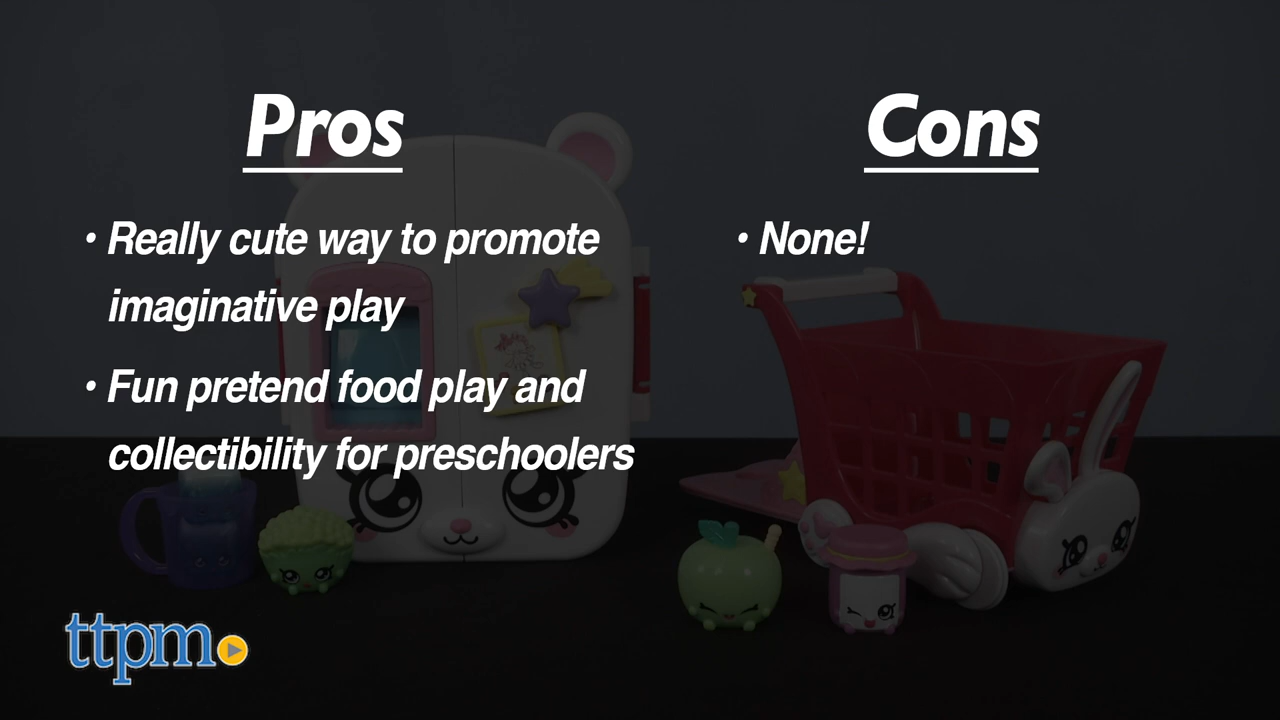 Pros
• Really cute way to promote
imaginative play
• Fun pretend food play and
collectibility for preschoolers
Cons
• None!
ttpm